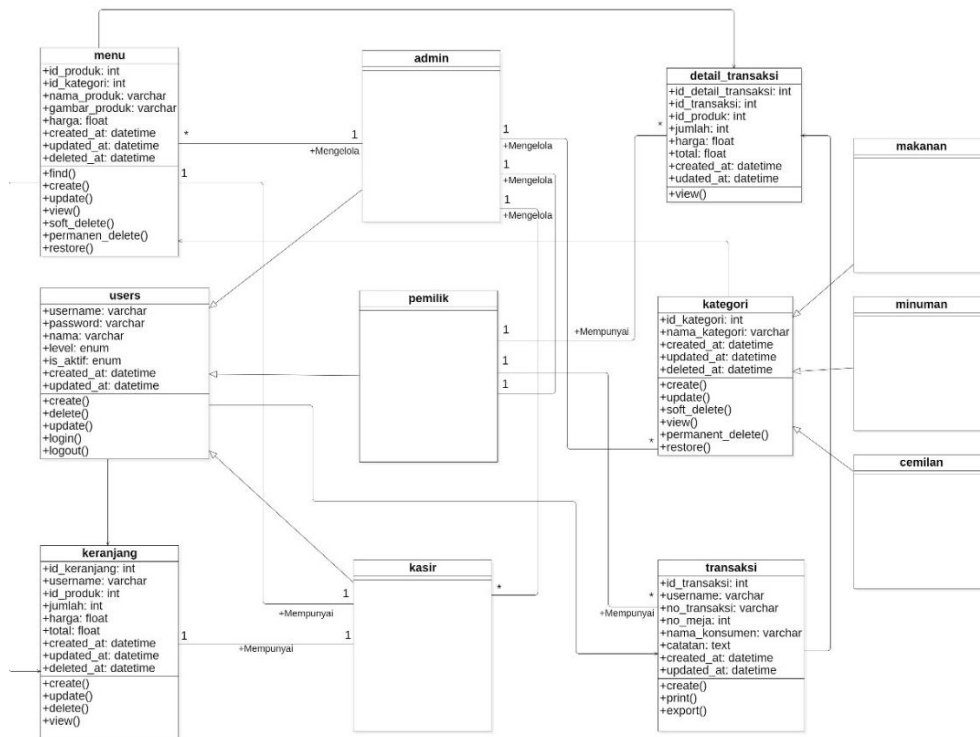 menu
+id_produk: int
+id_kategori: int
+nama_produk: varchar
+gambar_produk: varchar
+harga: float
+created_at: datetime
+updated_at: datetime
+deleted_at: datetime
+find()
+create()
+update()
+view()
+soft_delete()
+permanen_delete()
+restore()
*
1
1
+Mengelola
admin
1
+Mengelola
1
+Mengelola
1
+Mengelola
detail_transaksi
+id_detail_transaksi: int
+id_transaksi: int
+id_produk: int
+jumlah: int
+harga: float
+total: float
+created_at: datetime
+udated_at: datetime
+view()
*
makanan
users
+username: varchar
+password: varchar
+nama: varchar
+level: enum
+is_aktif: enum
+created_at: datetime
+updated_at: datetime
+create()
+delete()
+update()
+login()
+logout()
pemilik
1
1
1
+Mempunyai
kategori
+id_kategori: int
+nama_kategori: varchar
+created_at: datetime
+updated_at: datetime
+deleted_at: datetime
+create()
+update()
+soft_delete()
+view()
+permanent_delete()
+restore()
*
minuman
cemilan
keranjang
+id_keranjang: int
+username: varchar
+id_produk: int
+jumlah: int
+harga: float
+total: float
+created_at: datetime
+updated_at: datetime
+deleted_at: datetime
+create()
+update()
+delete()
+view()
1
+Mempunyai
1
1
+Mempunyai
kasir
*
*
+Mempunyai
transaksi
+id_transaksi: int
+username: varchar
+no_transaksi: varchar
+no_meja: int
+nama_konsumen: varchar
+catatan: text
+created_at: datetime
+updated_at: datetime
+create()
+print()
+export()